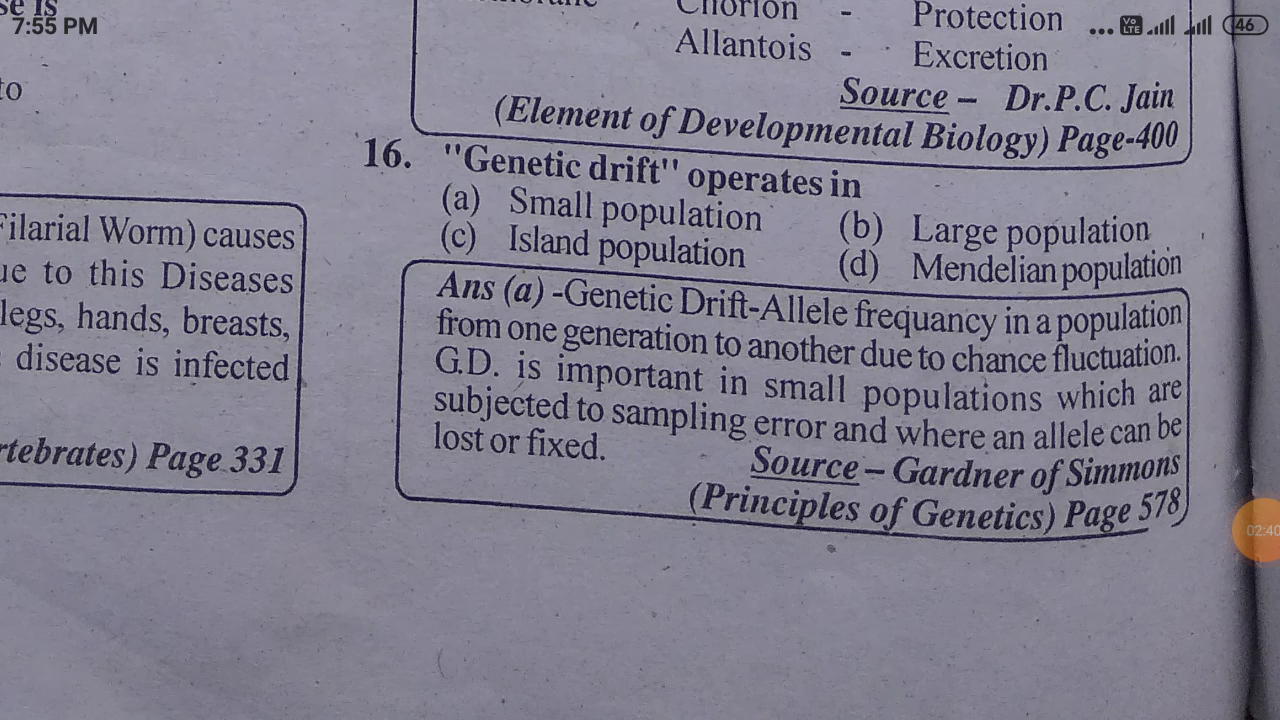 se is
7:55 PM
46
Chorion - Protection
Allantois - Excretion
Source – Dr.P.C. Jain
(Element of Developmental Biology) Page-400
to
16. "Genetic drift" operates in
(a) Small population (b) Large population
(c) Island population (d) Mendelian population
Filarial Worm) causes
ue to this Diseases
legs, hands, breasts,
disease is infected
rtebrates) Page 331
Ans (a) -Genetic Drift-Allele frequancy in a population
from one generation to another due to chance fluctuation.
G.D. is important in small populations which are
subjected to sampling error and where an allele can be
lost or fixed.
Source – Gardner of Simmons
(Principles of Genetics) Page 578)
02:40